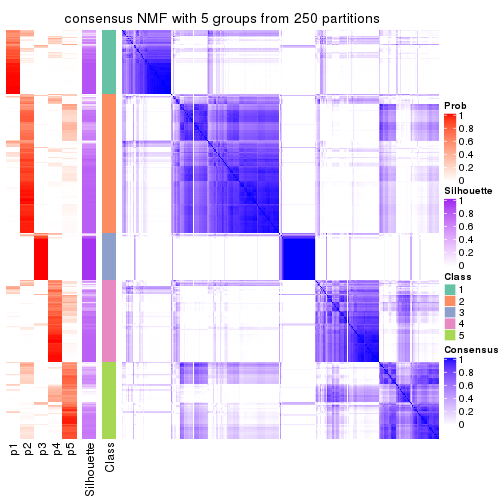 consensus NMF with 5 groups from 250 partitions
Prob
1
0.8
0.6
0.4
0.2
0
Silhouette
1
0.8
0.6
0.4
0.2
0
Class
1
2
3
4
5
Consensus
1
0.8
0.6
0.4
0.2
0
p1
p2
p3
p4
p5
Silhouette
Class